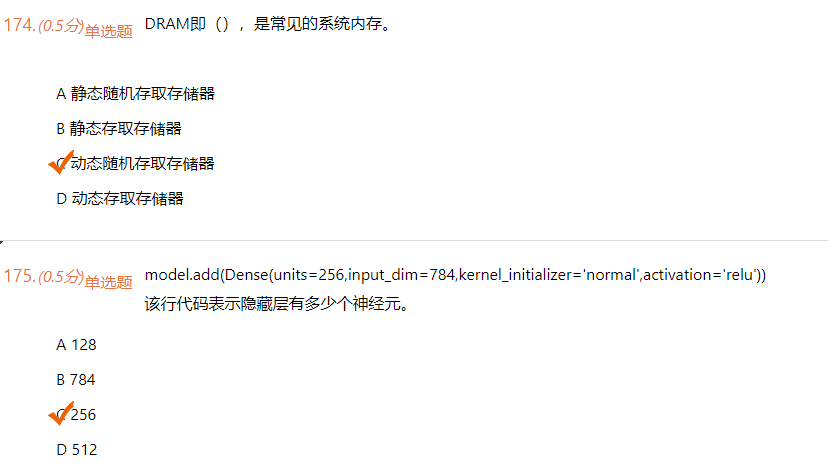 174.(0.5分)单选题 DRAM即（），是常见的系统内存。
A 静态随机存取存储器
B 静态存取存储器
C 动态随机存取存储器
D 动态存取存储器
175.(0.5分)单选题 model.add(Dense(units=256,input_dim=784,kernel_initializer='normal',activation='relu'))
该行代码表示隐藏层有多少个神经元。
A 128
B 784
C 256
D 512